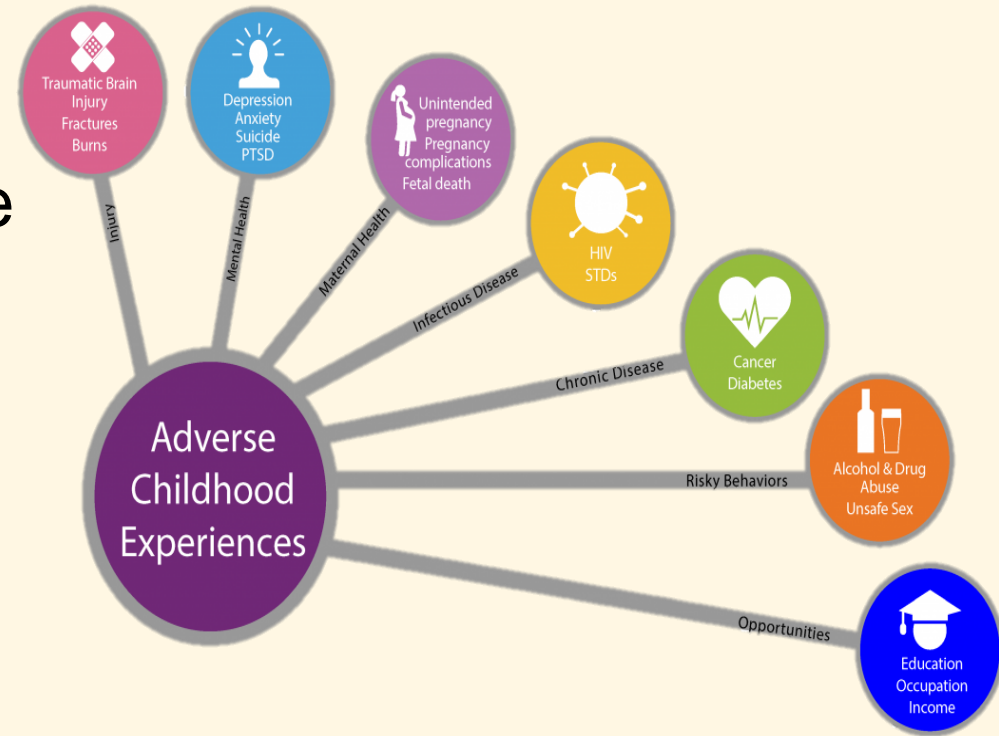 Traumatic Brain
Injury
Fractures
Burns
Injury
Depression
Anxiety
Suicide
PTSD
Mental Health
Unintended
pregnancy
Pregnancy
complications
Fetal death
Maternal Health
e
HIV
STDs
Infectious Disease
Cancer
Diabetes
Chronic Disease
Alcohol & Drug
Abuse
Unsafe Sex
Risky Behaviors
Education
Occupation
Income
Opportunities
Adverse
Childhood
Experiences